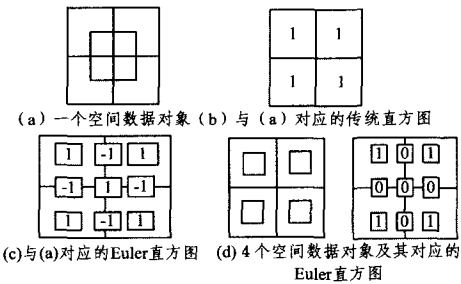 1 1
1 1
(a)一个空间数据对象 (b)与(a)对应的传统直方图
1 -1 1
-1 1 -1
1 -1 1
1 0 1
0 0 0
1 0 1
(c)与(a)对应的Euler直方图
(d)4个空间数据对象及其对应的
Euler直方图